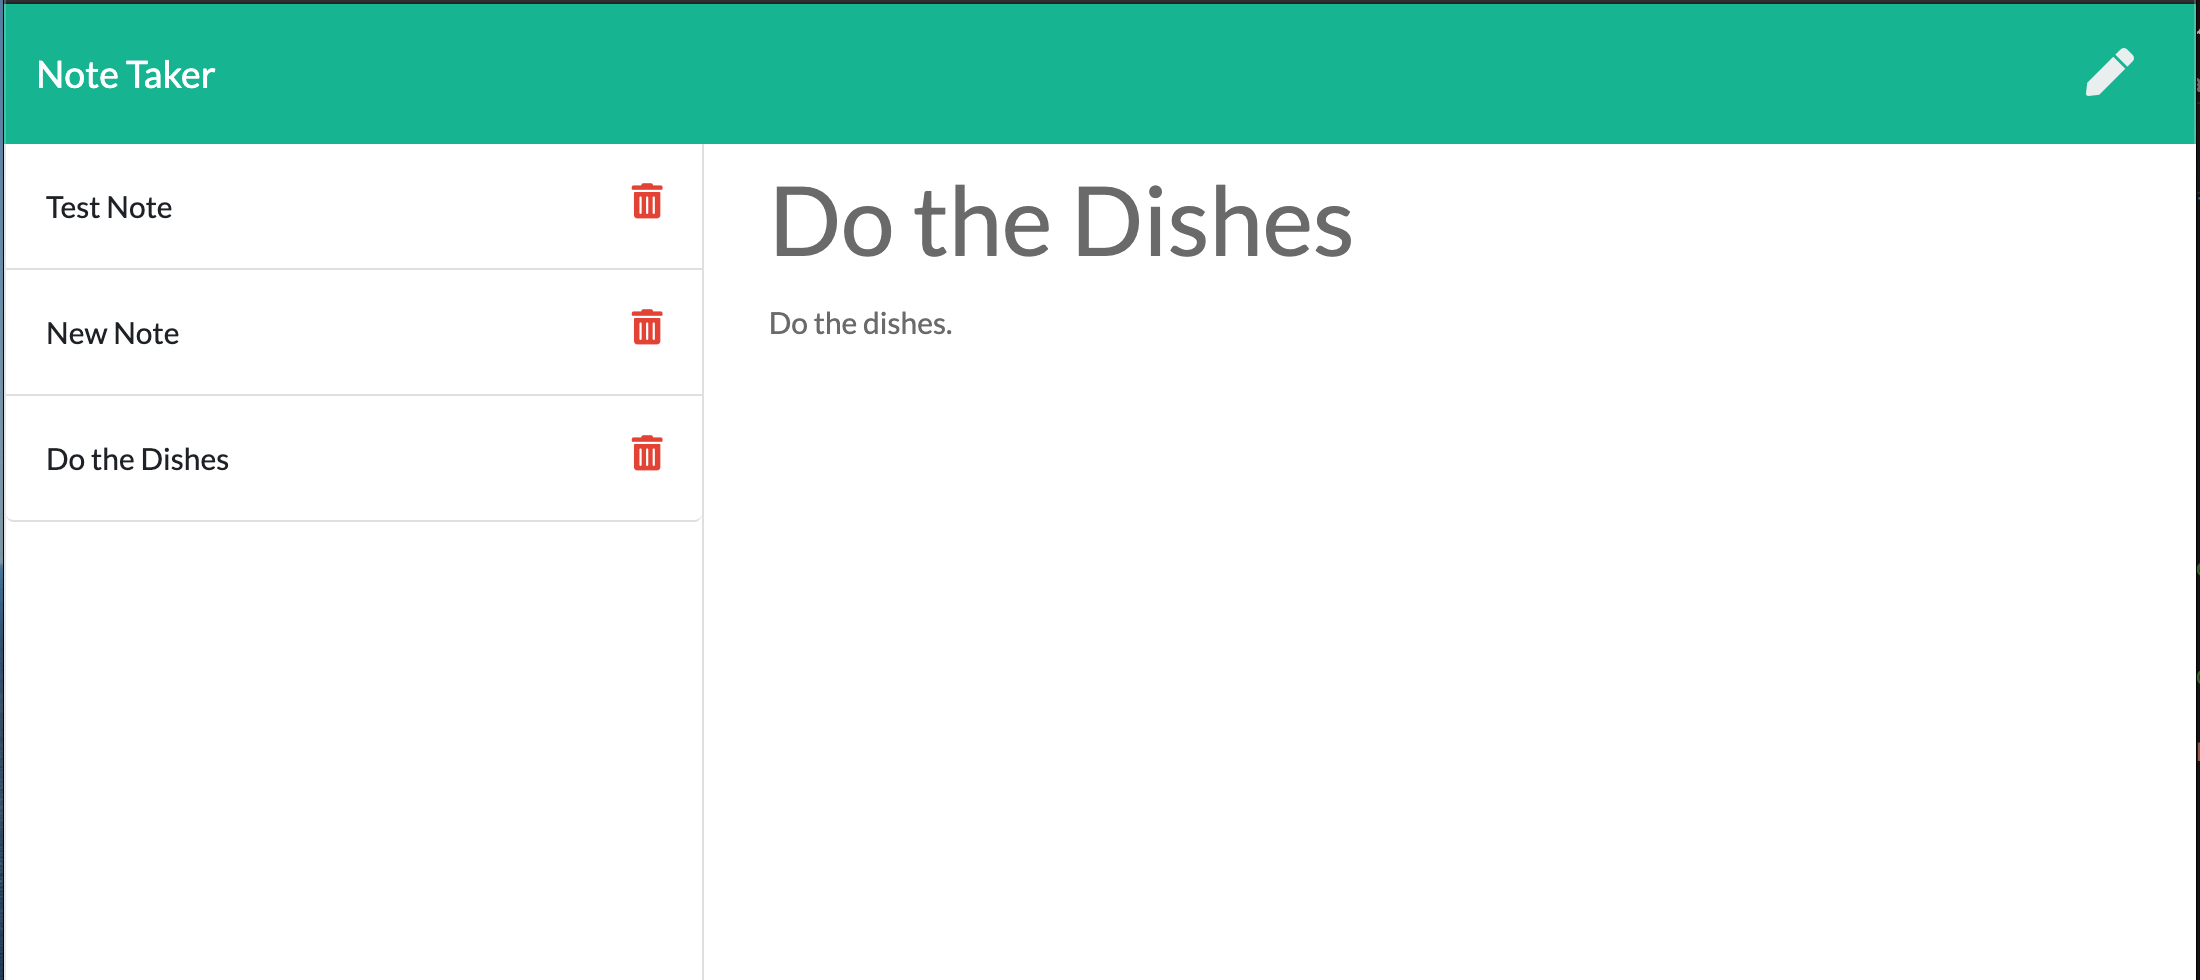 Note Taker
Test Note
New Note
Do the Dishes
Do the Dishes
Do the dishes.